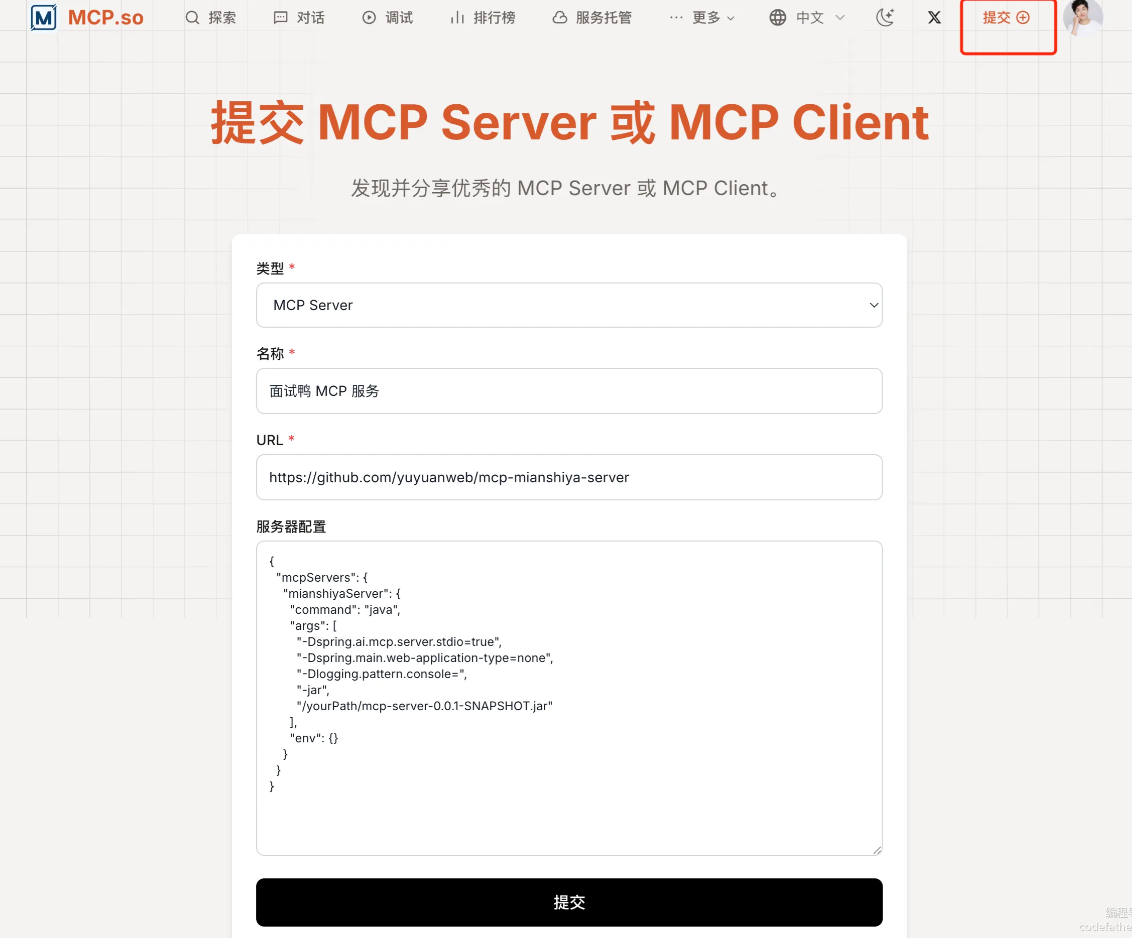 MCP.so 探索 对话 调试 排行榜 服务托管 ··· 更多 中文 X 提交
提交 MCP Server 或 MCP Client
发现并分享优秀的 MCP Server 或 MCP Client。
类型 *
MCP Server
名称 *
面试鸭 MCP 服务
URL *
https://github.com/yuyuanweb/mcp-mianshiya-server
服务器配置
{
"mcpServers": {
"mianshiyaServer": {
"command": "java",
"args": [
"-Dspring.ai.mcp.server.stdio=true",
"-Dspring.main.web-application-type=none",
"-Dlogging.pattern.console=",
"-jar",
"/yourPath/mcp-server-0.0.1-SNAPSHOT.jar"
],
"env": {}
}
}
}
提交
编程
codefathe